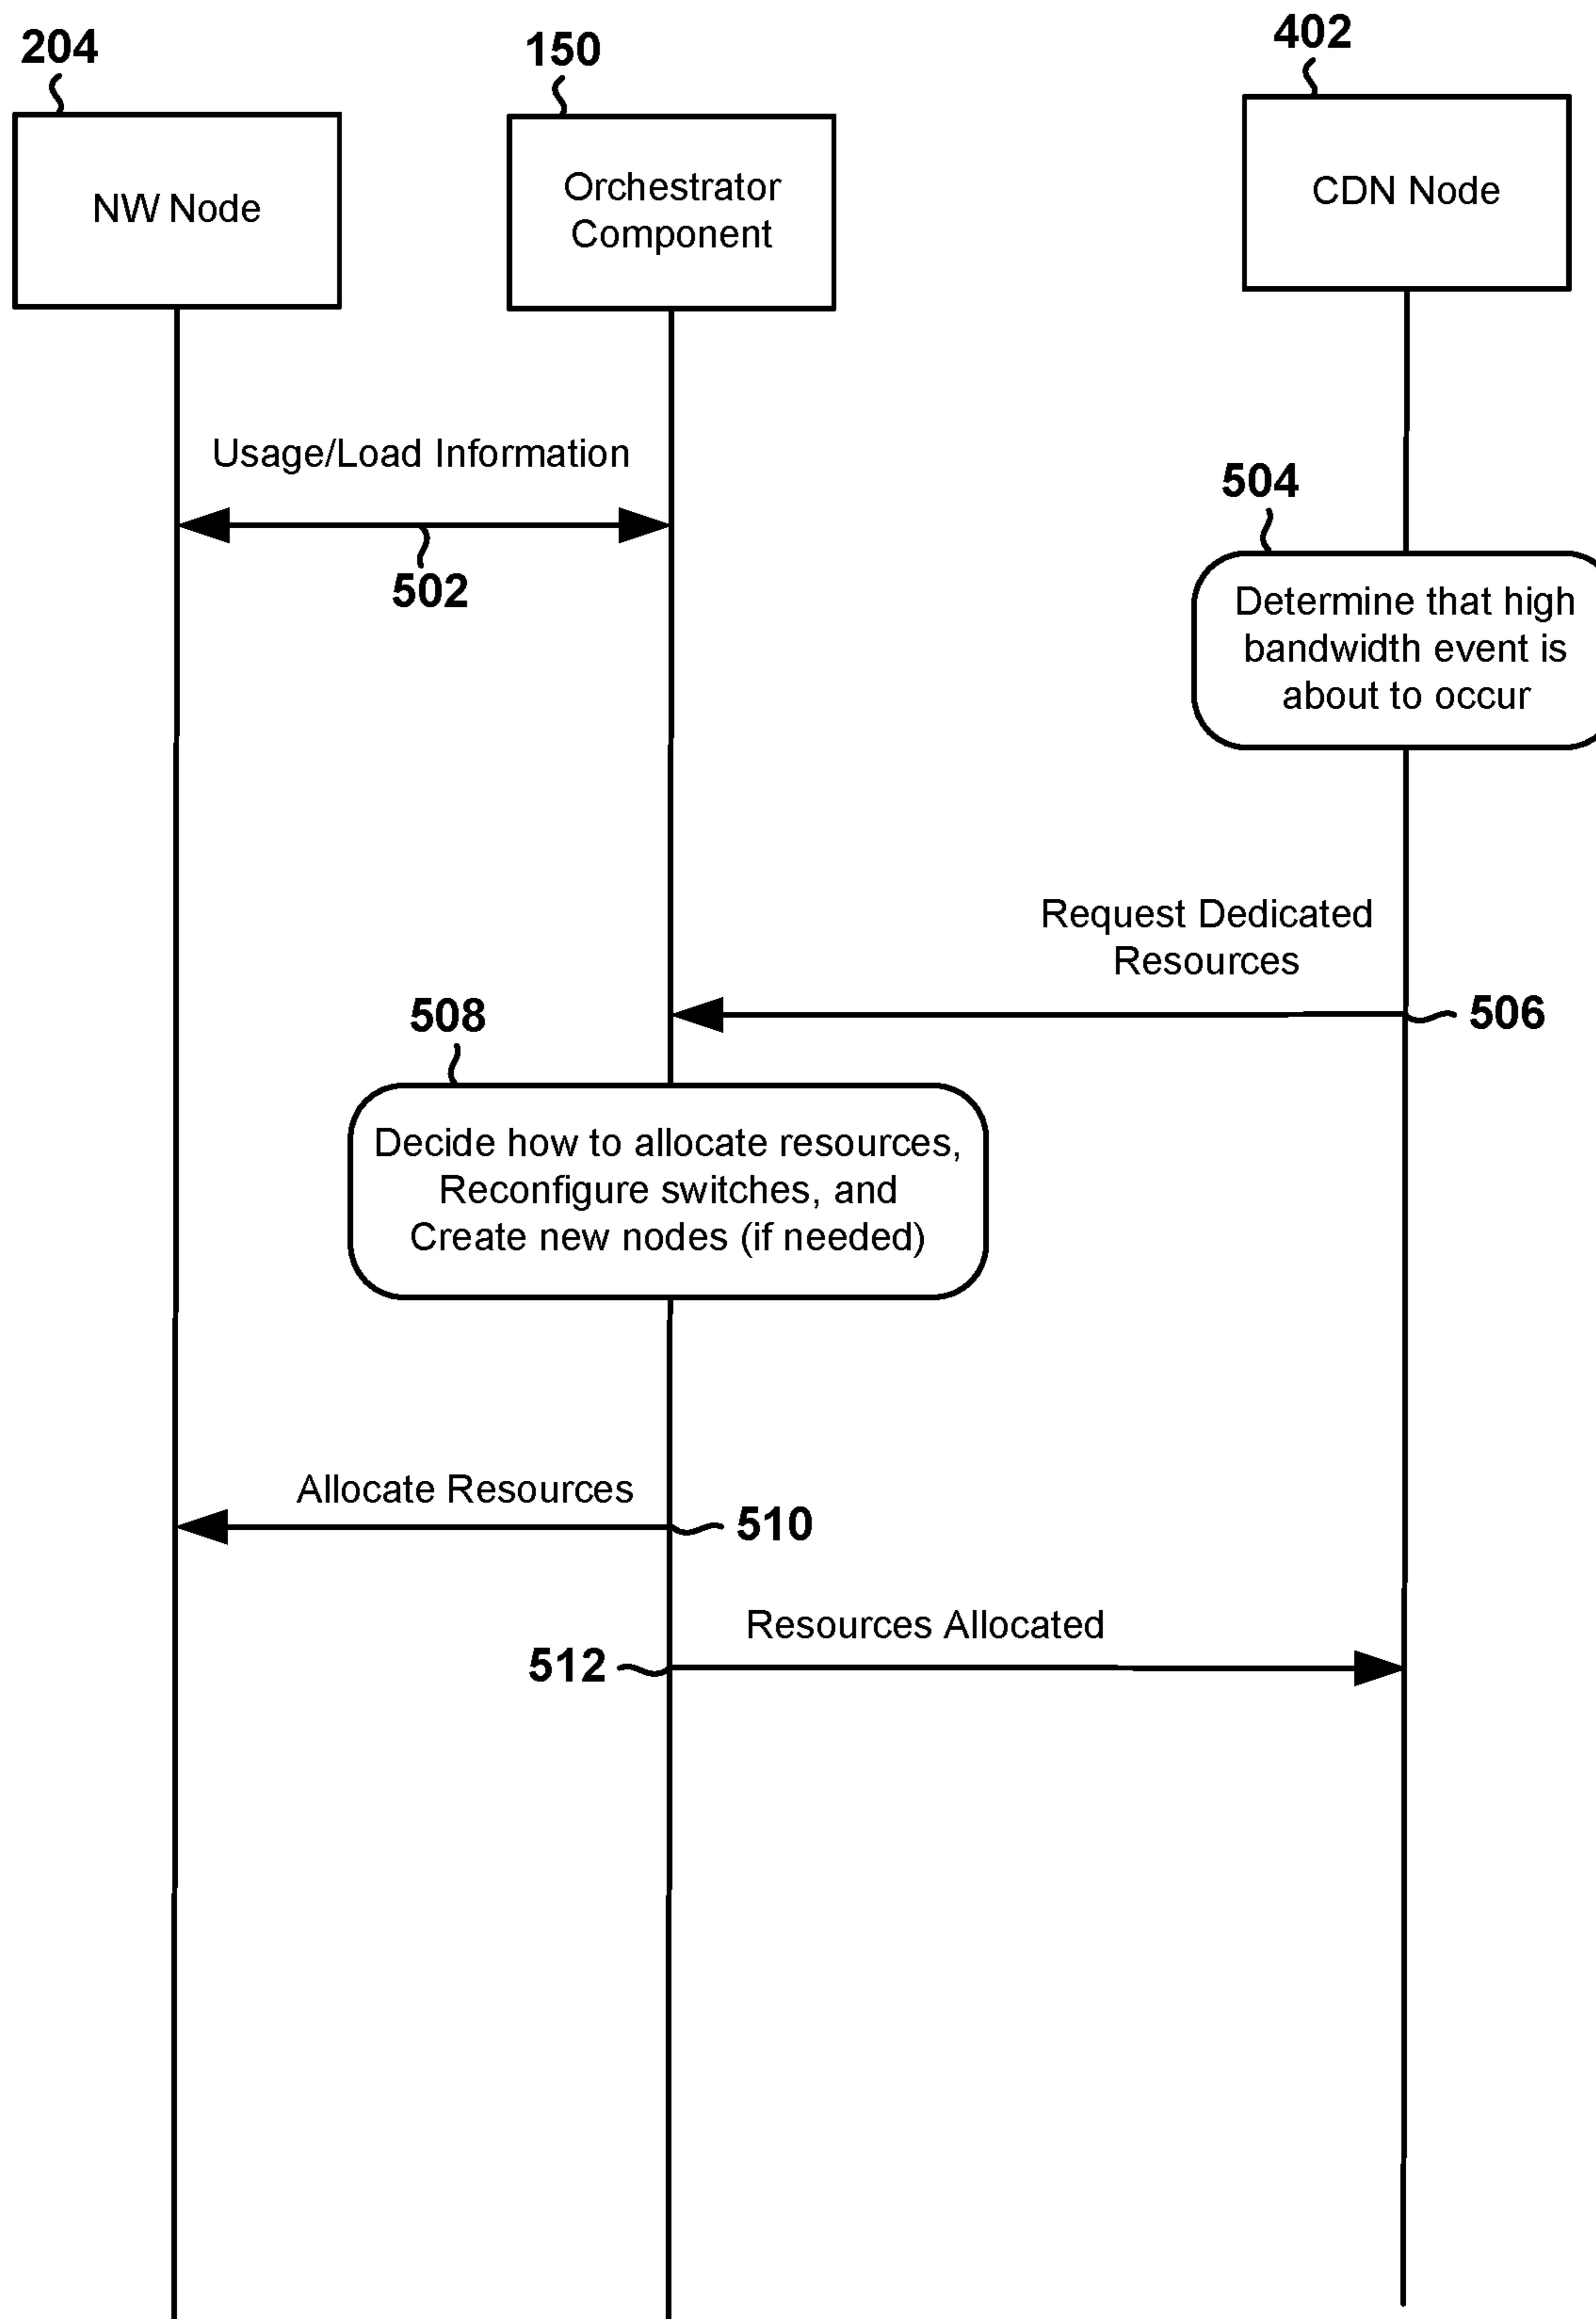 204
150
402
NW Node
Orchestrator
Component
CDN Node
Usage/Load Information
502
504
Determine that high
bandwidth event is
about to occur
Request Dedicated
Resources
506
508
Decide how to allocate resources,
Reconfigure switches, and
Create new nodes (if needed)
Allocate Resources
510
Resources Allocated
512